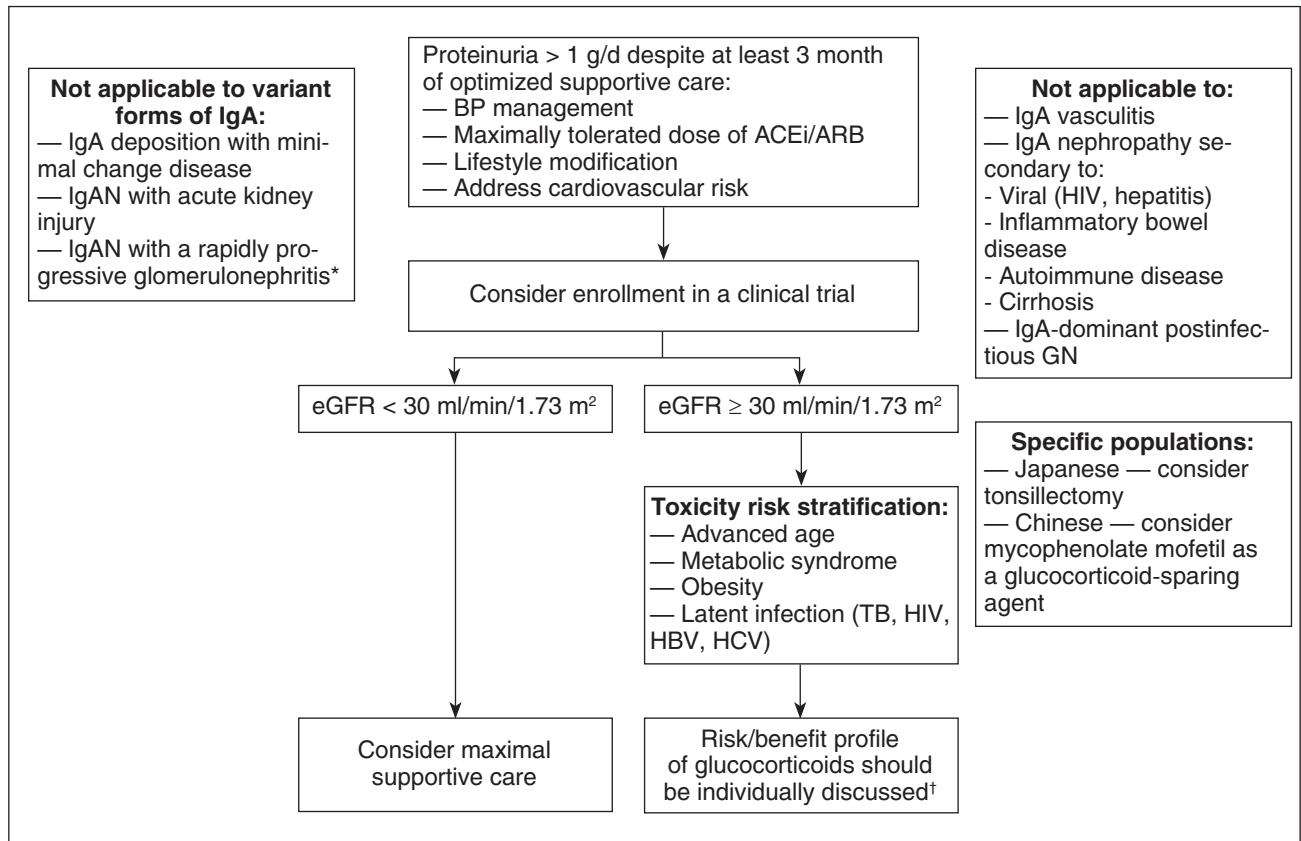 Proteinuria > 1 g/d despite at least 3 month
of optimized supportive care:
— BP management
— Maximally tolerated dose of ACEi/ARB
— Lifestyle modification
— Address cardiovascular risk
Not applicable to variant
forms of IgA:
— IgA deposition with mini-
mal change disease
— IgAN with acute kidney
injury
— IgAN with a rapidly pro-
gressive glomerulonephritis*
Not applicable to:
— IgA vasculitis
— IgA nephropathy se-
condary to:
- Viral (HIV, hepatitis)
- Inflammatory bowel
disease
- Autoimmune disease
- Cirrhosis
— IgA-dominant postinfec-
tious GN
Consider enrollment in a clinical trial
eGFR < 30 ml/min/1.73 m²
eGFR ≥ 30 ml/min/1.73 m²
Specific populations:
— Japanese — consider
tonsillectomy
— Chinese — consider
mycophenolate mofetil as
a glucocorticoid-sparing
agent
Toxicity risk stratification:
— Advanced age
— Metabolic syndrome
— Obesity
— Latent infection (TB, HIV,
HBV, HCV)
Consider maximal
supportive care
Risk/benefit profile
of glucocorticoids should
be individually discussed†